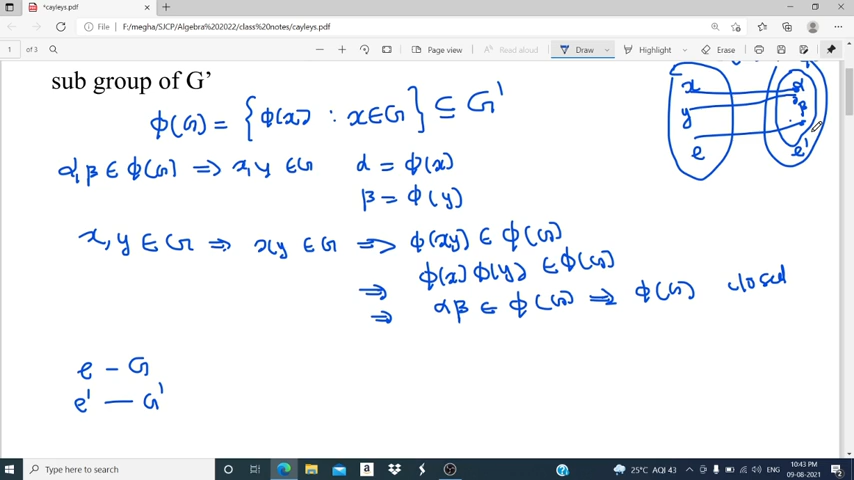 *cayleys.pdf
File | F:/megha/SJCP/Algebra%202022/class%20notes/cayleys.pdf
1 of 3 Page view Read aloud Draw Highlight Erase
sub group of G’
φ(G) = {φ(x) : x∈G} ⊆ G'
α, β ∈ φ(G) ⇒ x, y ∈ G α = φ(x)
β = φ(y)
x, y ∈ G ⇒ xy ∈ G ⇒ φ(xy) ∈ φ(G)
⇒ φ(x) φ(y) ∈ φ(G)
⇒ αβ ∈ φ(G) ⇒ φ(G) closed
e – G
e' — G'
x α
y β
e e'
Type here to search
25°C AQI 43 ENG 10:43 PM
09-08-2021
2